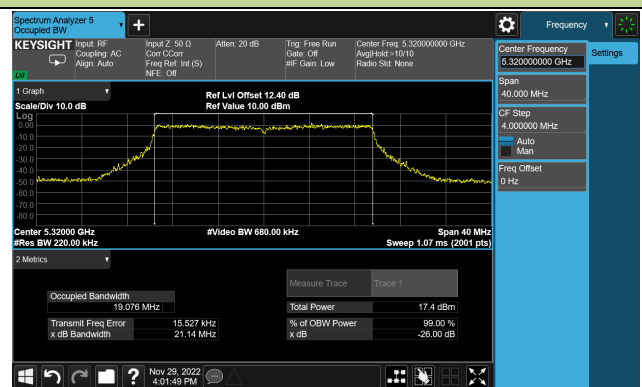 Spectrum Analyzer 5
Occupied BW
Frequency
KEYSIGHT
Input: RF
Coupling: AC
Align: Auto
Input Z: 50 Ω
Corr CCorr
Freq Ref: Int (S)
NFE: Off
Atten: 20 dB
Trig: Free Run
Gate: Off
#IF Gain: Low
Center Freq: 5.320000000 GHz
Avg|Hold:>10/10
Radio Std: None
LXI
Center Frequency
5.320000000 GHz
Settings
Span
40.000 MHz
CF Step
4.000000 MHz
Auto
Man
Freq Offset
0 Hz
1 Graph
Scale/Div 10.0 dB
Ref Lvl Offset 12.40 dB
Ref Value 10.00 dBm
Log
0.00
-10.0
-20.0
-30.0
-40.0
-50.0
-60.0
-70.0
-80.0
Center 5.32000 GHz
#Res BW 220.00 kHz
#Video BW 680.00 kHz
Span 40 MHz
Sweep 1.07 ms (2001 pts)
2 Metrics
Measure Trace
Trace 1
Occupied Bandwidth
19.076 MHz
Total Power
17.4 dBm
Transmit Freq Error
15.527 kHz
% of OBW Power
99.00 %
x dB Bandwidth
21.14 MHz
x dB
-26.00 dB
?
Nov 29, 2022
4:01:49 PM